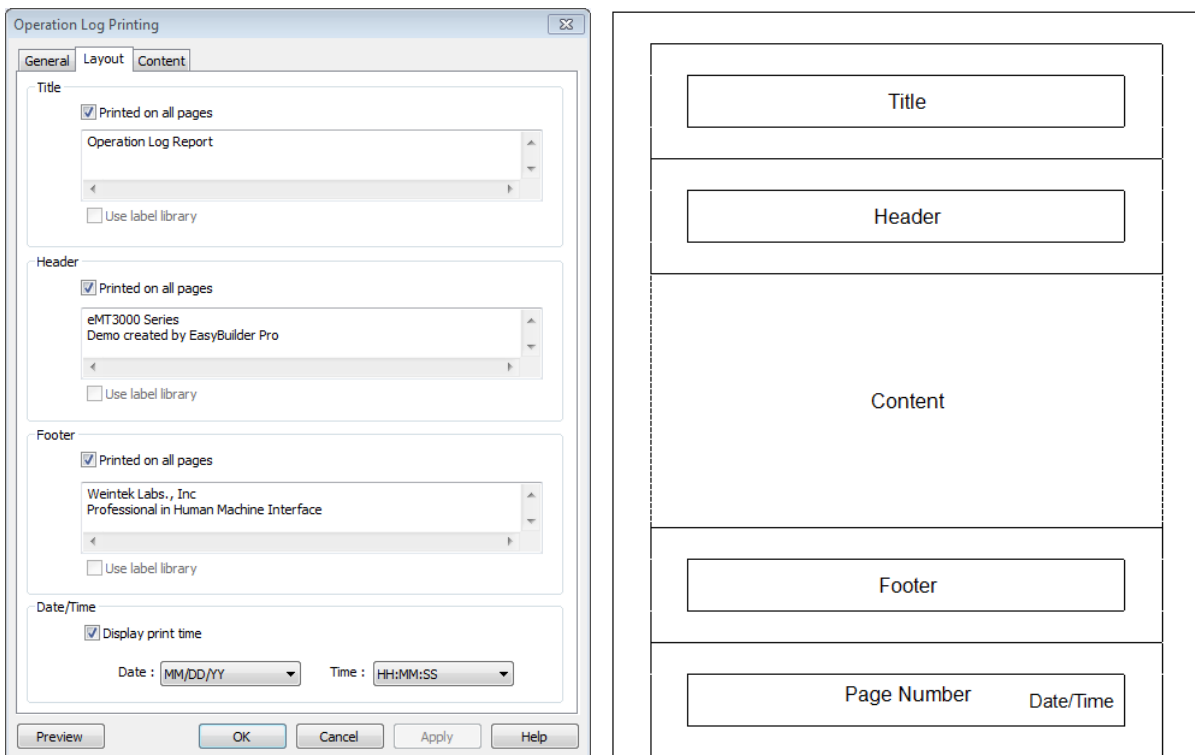 Operation Log Printing
General Layout Content
Title
Printed on all pages
Operation Log Report
Use label library
Header
Printed on all pages
eMT3000 Series
Demo created by EasyBuilder Pro
Use label library
Footer
Printed on all pages
Weintek Labs., Inc
Professional in Human Machine Interface
Use label library
Date/Time
Display print time
Date : MM/DD/YY Time : HH:MM:SS
Preview OK Cancel Apply Help
Title
Header
Content
Footer
Page Number Date/Time